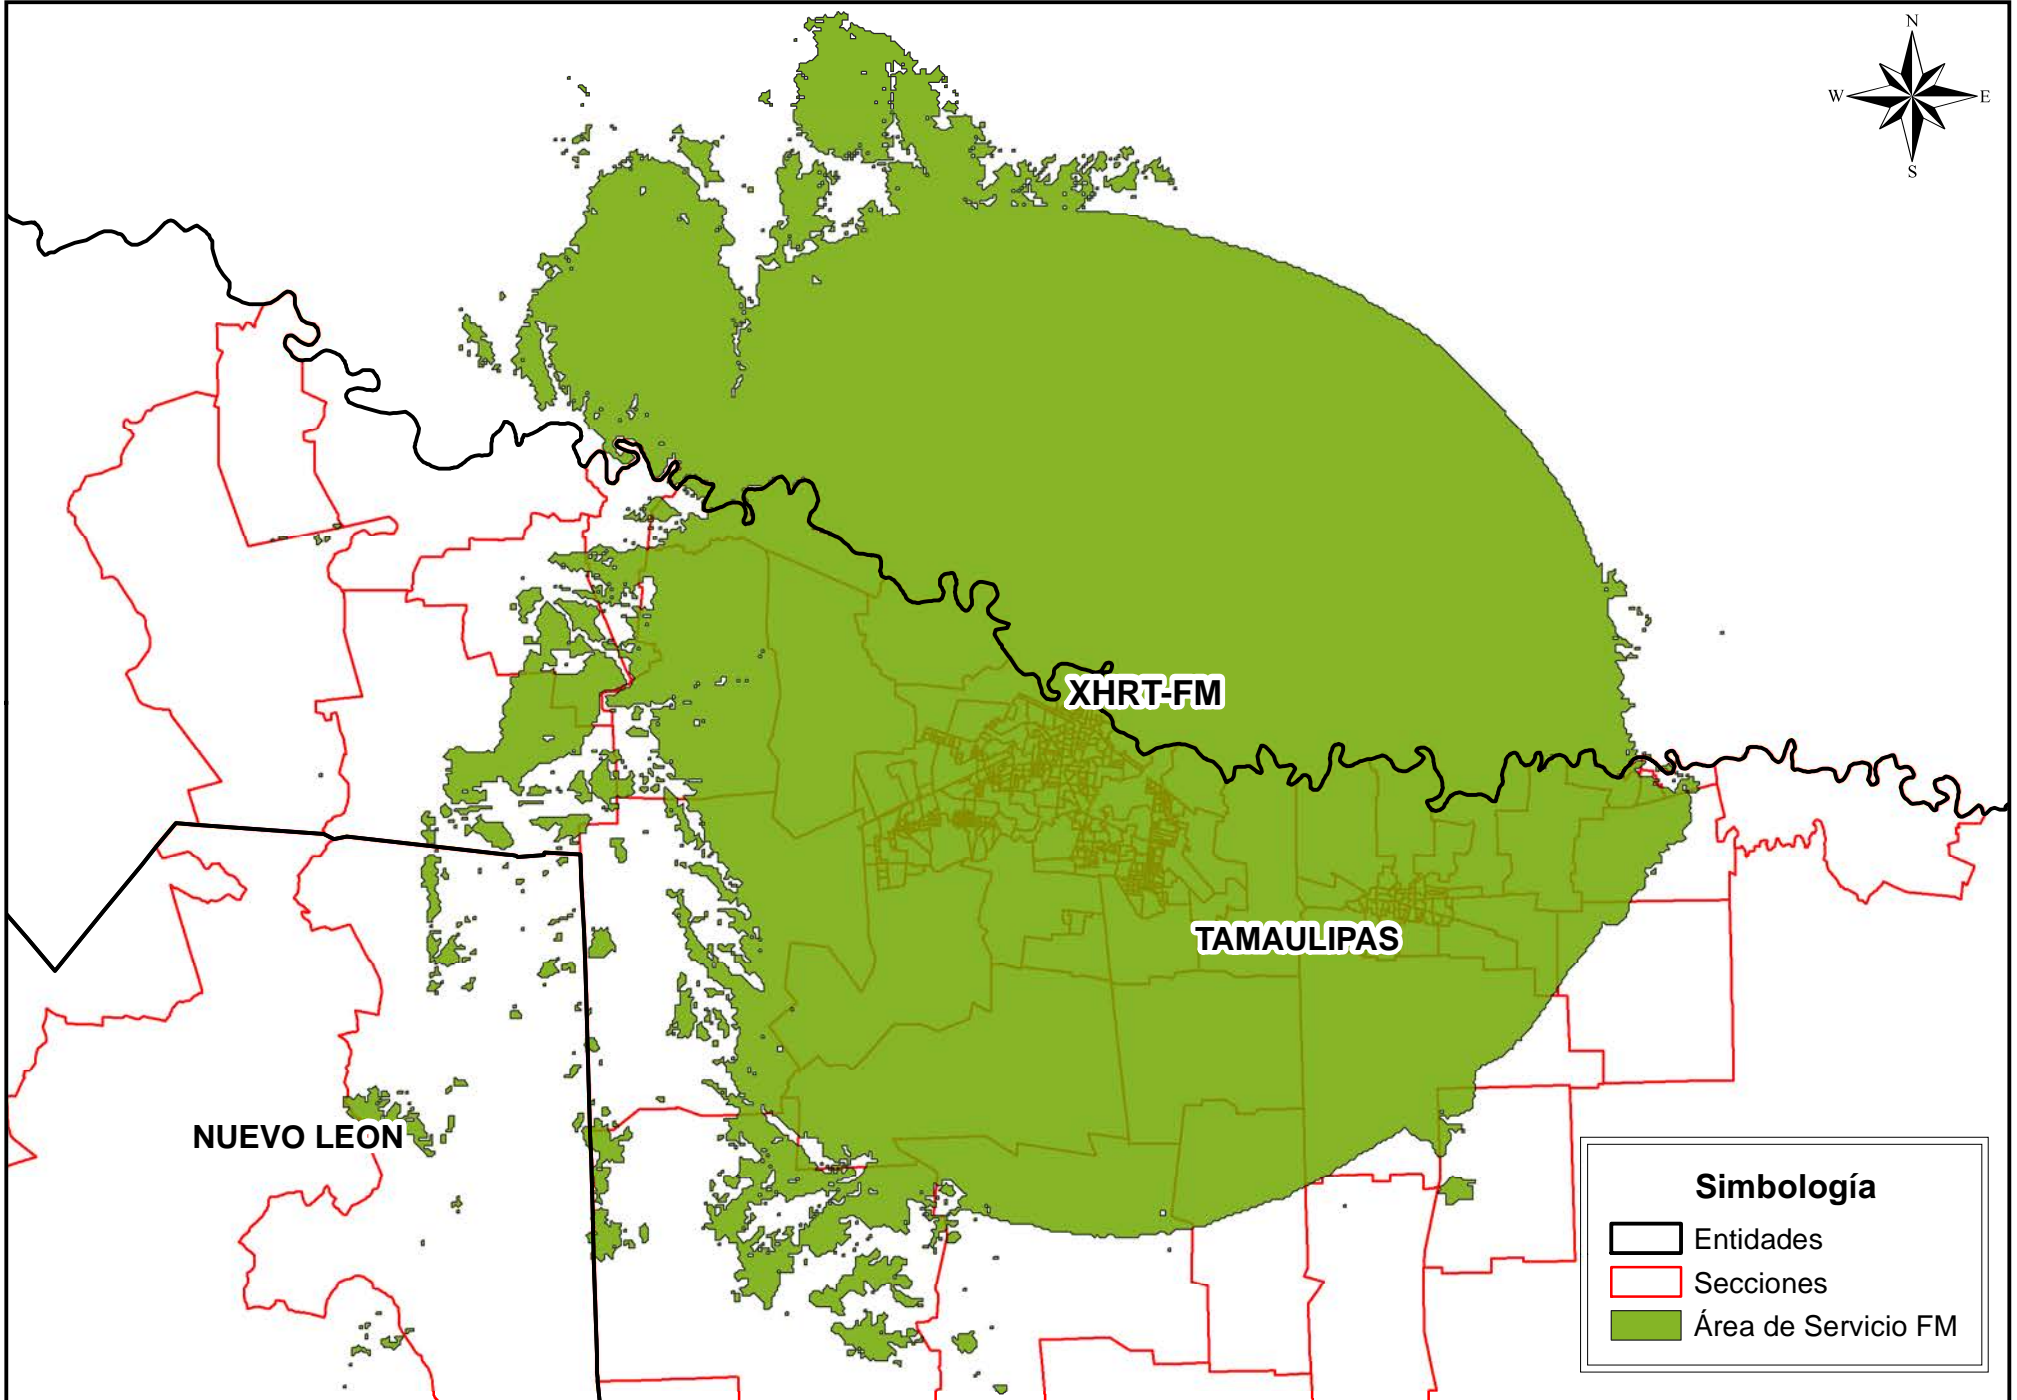 N
W
E
S
XHRT-FM
TAMAULIPAS
NUEVO LEON
Simbología
Entidades
Secciones
Área de Servicio FM